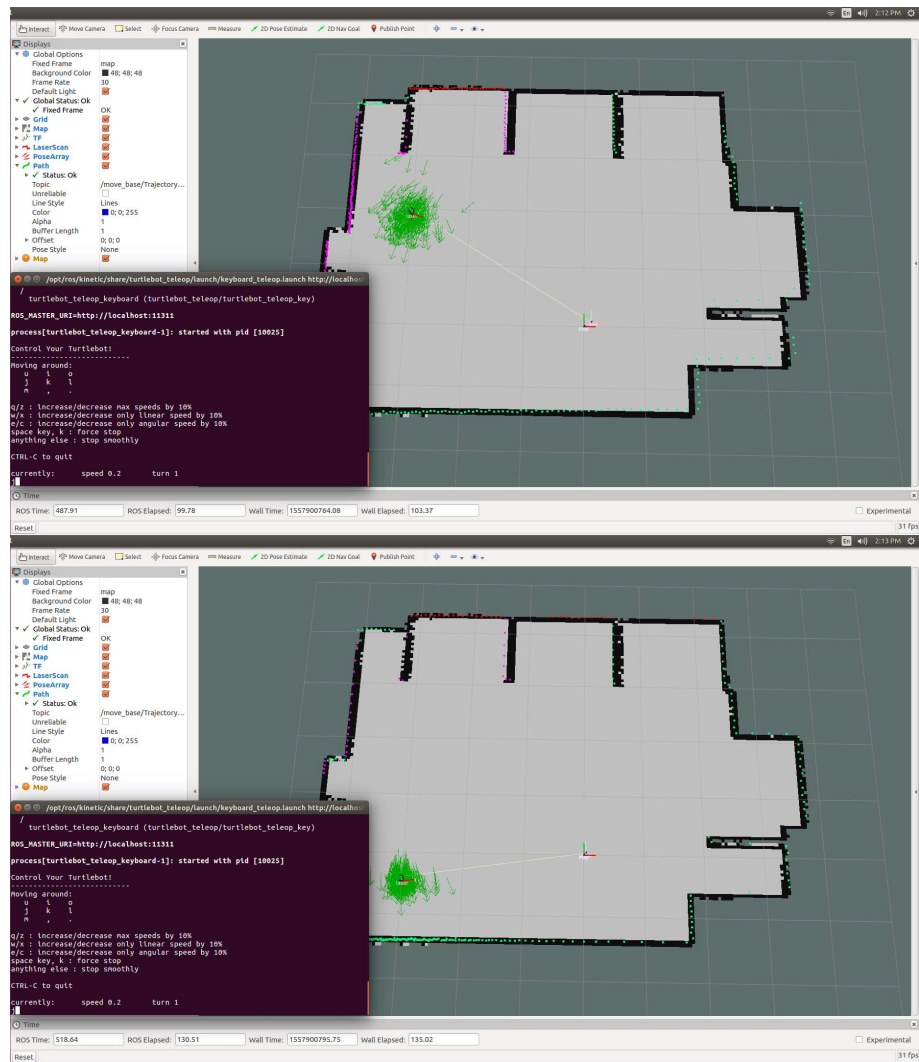 En 2:12 PM
Interact Move Camera Select Focus Camera Measure 2D Pose Estimate 2D Nav Goal Publish Point
Displays
Global Options
Fixed Frame map
Background Color 48; 48; 48
Frame Rate 30
Default Light
Global Status: Ok
Fixed Frame OK
Grid
Map
TF
LaserScan
PoseArray
Path
Status: Ok
Topic /move_base/Trajectory...
Unreliable
Line Style Lines
Color 0; 0; 255
Alpha 1
Buffer Length 1
Offset 0; 0; 0
Pose Style None
Map
/opt/ros/kinetic/share/turtlebot_teleop/launch/keyboard_teleop.launch http://localhos
/
turtlebot_teleop_keyboard (turtlebot_teleop/turtlebot_teleop_key)
ROS_MASTER_URI=http://localhost:11311
process[turtlebot_teleop_keyboard-1]: started with pid [10025]
Control Your Turtlebot!
---------------------------
Moving around:
u i o
j k l
m , .
q/z : increase/decrease max speeds by 10%
w/x : increase/decrease only linear speed by 10%
e/c : increase/decrease only angular speed by 10%
space key, k : force stop
anything else : stop smoothly
CTRL-C to quit
currently: speed 0.2 turn 1
j
Time
ROS Time: 487.91 ROS Elapsed: 99.78 Wall Time: 1557900764.08 Wall Elapsed: 103.37 Experimental
Reset 31 fps
En 2:13 PM
Interact Move Camera Select Focus Camera Measure 2D Pose Estimate 2D Nav Goal Publish Point
Displays
Global Options
Fixed Frame map
Background Color 48; 48; 48
Frame Rate 30
Default Light
Global Status: Ok
Fixed Frame OK
Grid
Map
TF
LaserScan
PoseArray
Path
Status: Ok
Topic /move_base/Trajectory...
Unreliable
Line Style Lines
Color 0; 0; 255
Alpha 1
Buffer Length 1
Offset 0; 0; 0
Pose Style None
Map
/opt/ros/kinetic/share/turtlebot_teleop/launch/keyboard_teleop.launch http://localhos
/
turtlebot_teleop_keyboard (turtlebot_teleop/turtlebot_teleop_key)
ROS_MASTER_URI=http://localhost:11311
process[turtlebot_teleop_keyboard-1]: started with pid [10025]
Control Your Turtlebot!
---------------------------
Moving around:
u i o
j k l
m , .
q/z : increase/decrease max speeds by 10%
w/x : increase/decrease only linear speed by 10%
e/c : increase/decrease only angular speed by 10%
space key, k : force stop
anything else : stop smoothly
CTRL-C to quit
currently: speed 0.2 turn 1
j
Time
ROS Time: 518.64 ROS Elapsed: 130.51 Wall Time: 1557900795.75 Wall Elapsed: 135.02 Experimental
Reset 31 fps